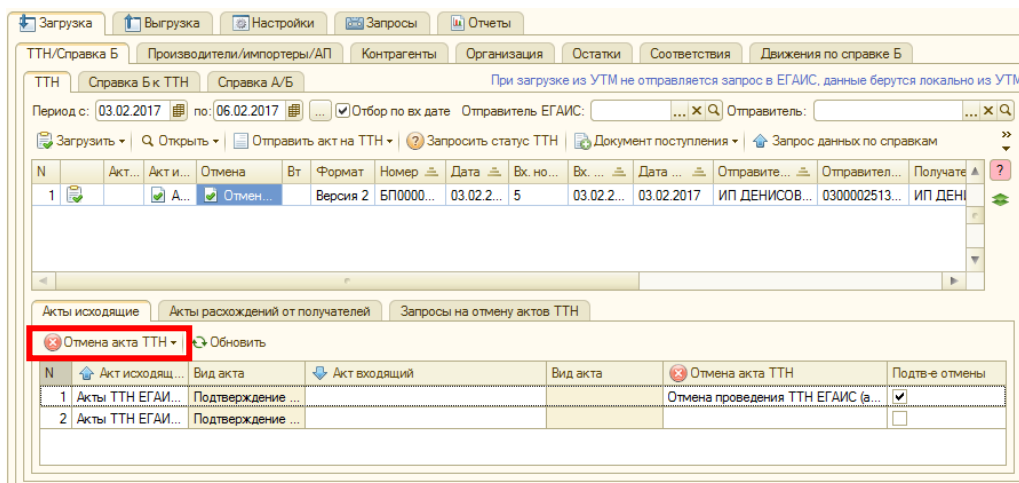 Загрузка Выгрузка Настройки Запросы Отчеты
ТТН/Справка Б Производители/импортеры/АП Контрагенты Организация Остатки Соответствия Движения по справке Б
ТТН Справка Б к ТТН Справка А/Б При загрузке из УТМ не отправляется запрос в ЕГАИС, данные берутся локально из УТМ
Период с: 03.02.2017 по: 06.02.2017 ... Отбор по вх дате Отправитель ЕГАИС: ... Отправитель: ...
Загрузить Открыть Отправить акт на ТТН Запросить статус ТТН Документ поступления Запрос данных по справкам
N Акт... Акт и... Отмена Вт Формат Номер Дата Вх. но... Вх. ... Дата ... Отправите... Отправител... Получате ?
1 А... Отмен... Версия 2 БП0000... 03.02.2... 5 03.02.2... 03.02.2017 ИП ДЕНИСОВ... 0300002513... ИП ДЕНИ
Акты исходящие Акты расхождений от получателей Запросы на отмену актов ТТН
Отмена акта ТТН Обновить
N Акт исходящ... Вид акта Акт входящий Вид акта Отмена акта ТТН Подтв-е отмены
1 Акты ТТН ЕГАИ... Подтверждение ... Отмена проведения ТТН ЕГАИС (а...
2 Акты ТТН ЕГАИ... Подтверждение ...